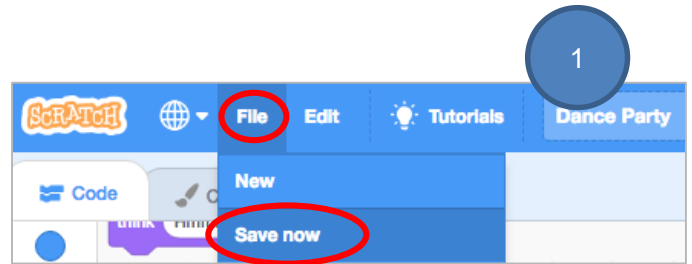 1
SCRATCH File Edit Tutorials Dance Party
Code C
New
think
Save now